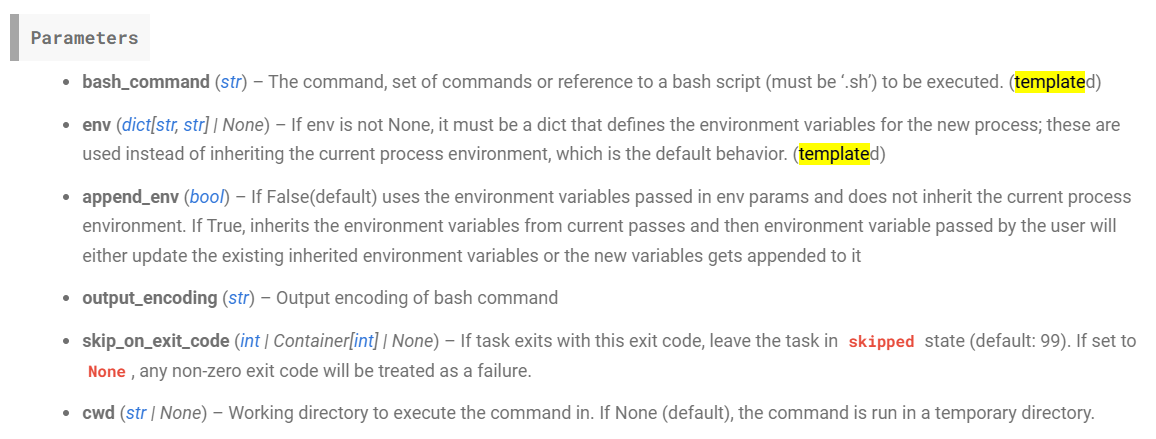 Parameters
• bash_command (str) – The command, set of commands or reference to a bash script (must be ‘.sh’) to be executed. (templated)
• env (dict[str, str] | None) – If env is not None, it must be a dict that defines the environment variables for the new process; these are
used instead of inheriting the current process environment, which is the default behavior. (templated)
• append_env (bool) – If False(default) uses the environment variables passed in env params and does not inherit the current process
environment. If True, inherits the environment variables from current passes and then environment variable passed by the user will
either update the existing inherited environment variables or the new variables gets appended to it
• output_encoding (str) – Output encoding of bash command
• skip_on_exit_code (int | Container[int] | None) – If task exits with this exit code, leave the task in skipped state (default: 99). If set to
None , any non-zero exit code will be treated as a failure.
• cwd (str | None) – Working directory to execute the command in. If None (default), the command is run in a temporary directory.